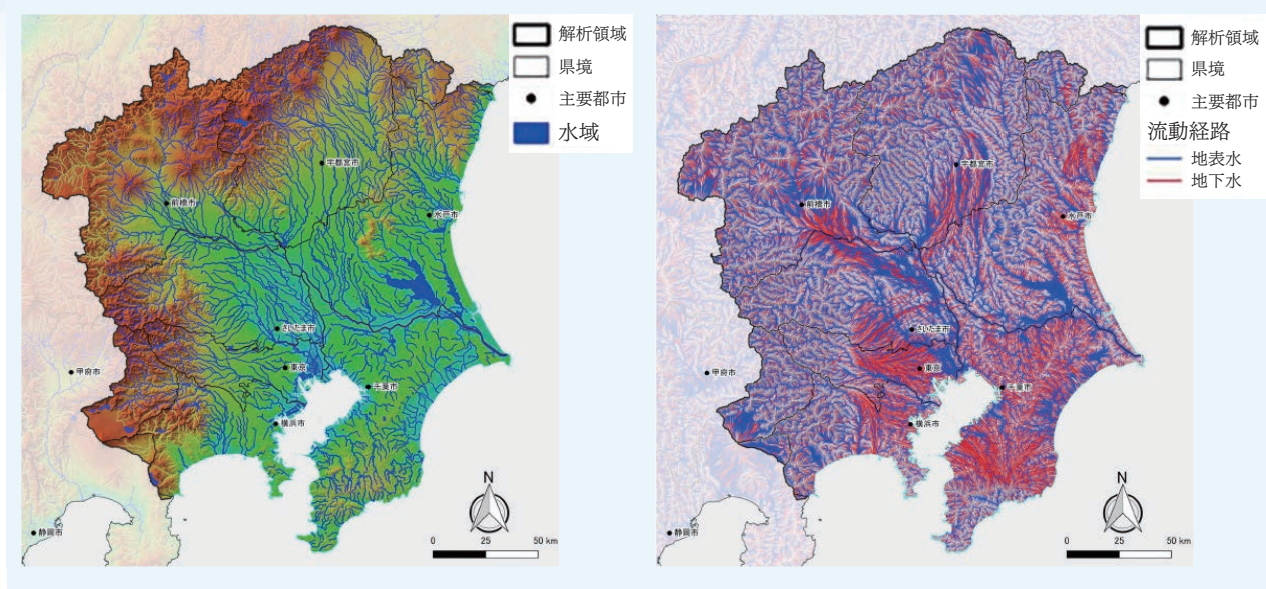 解析領域
県境
主要都市
水域
宇都宮市
前橋市
水戸市
さいたま市
東京
千葉市
甲府市
横浜市
静岡市
N
0 25 50 km
解析領域
県境
主要都市
流動経路
地表水
地下水
宇都宮市
前橋市
水戸市
さいたま市
東京
千葉市
甲府市
横浜市
静岡市
N
0 25 50 km